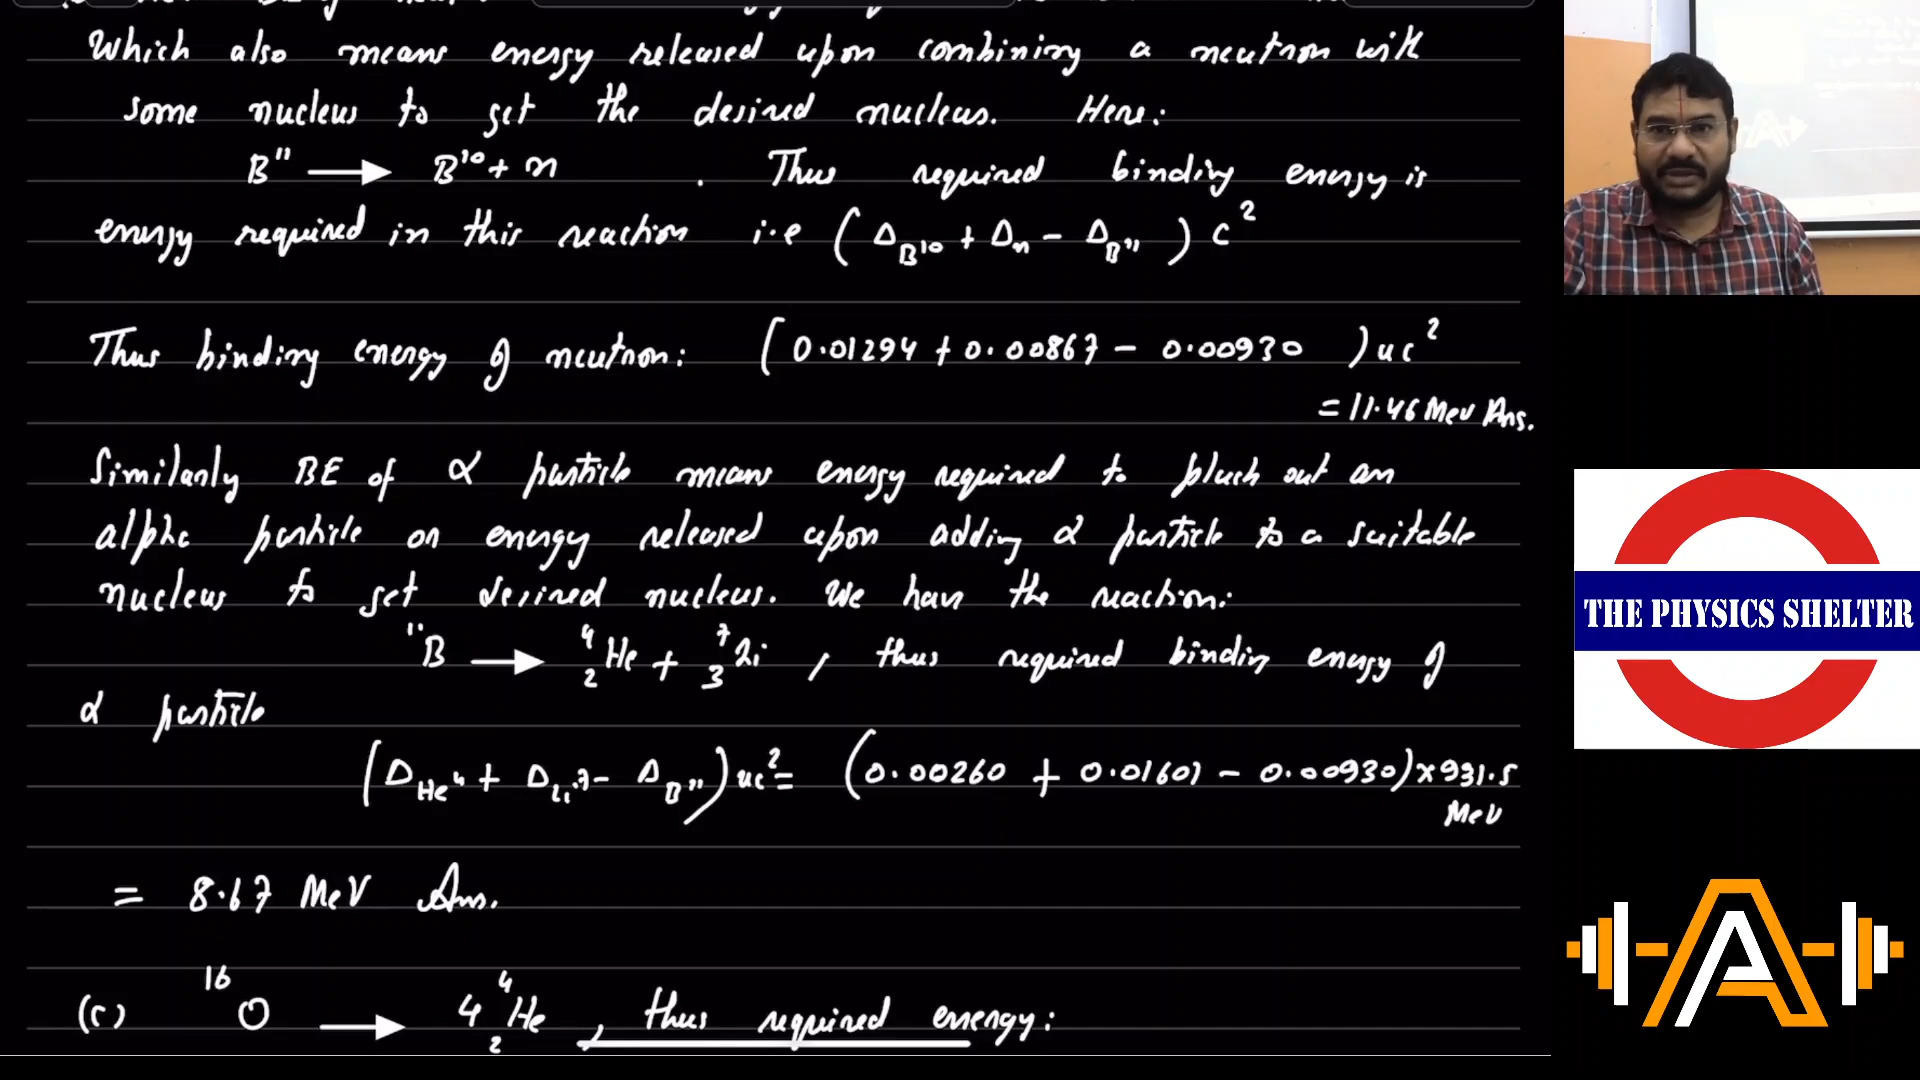 Which also means energy released upon combining a neutron with
some nucleus to get the desired nucleus. Here:
B¹¹ ⟶ B¹⁰ + n . Thus required binding energy is
energy required in this reaction i.e (Δ_B¹⁰ + Δ_n − Δ_B¹¹) c²
Thus binding energy of neutron: (0.01294 + 0.00867 − 0.00930) uc²
= 11.46 MeV Ans.
Similarly BE of α particle means energy required to pluck out an
alpha particle or energy released upon adding α particle to a suitable
nucleus to get desired nucleus. We have the reaction:
¹¹B ⟶ ⁴₂He + ⁷₃Li , thus required binding energy of
α particle
(Δ_He⁴ + Δ_Li⁷ − Δ_B¹¹) uc² = (0.00260 + 0.01601 − 0.00930) × 931.5
MeV
= 8.67 MeV Ans.
(c) ¹⁶O ⟶ 4 ⁴₂He , thus required energy:
THE PHYSICS SHELTER